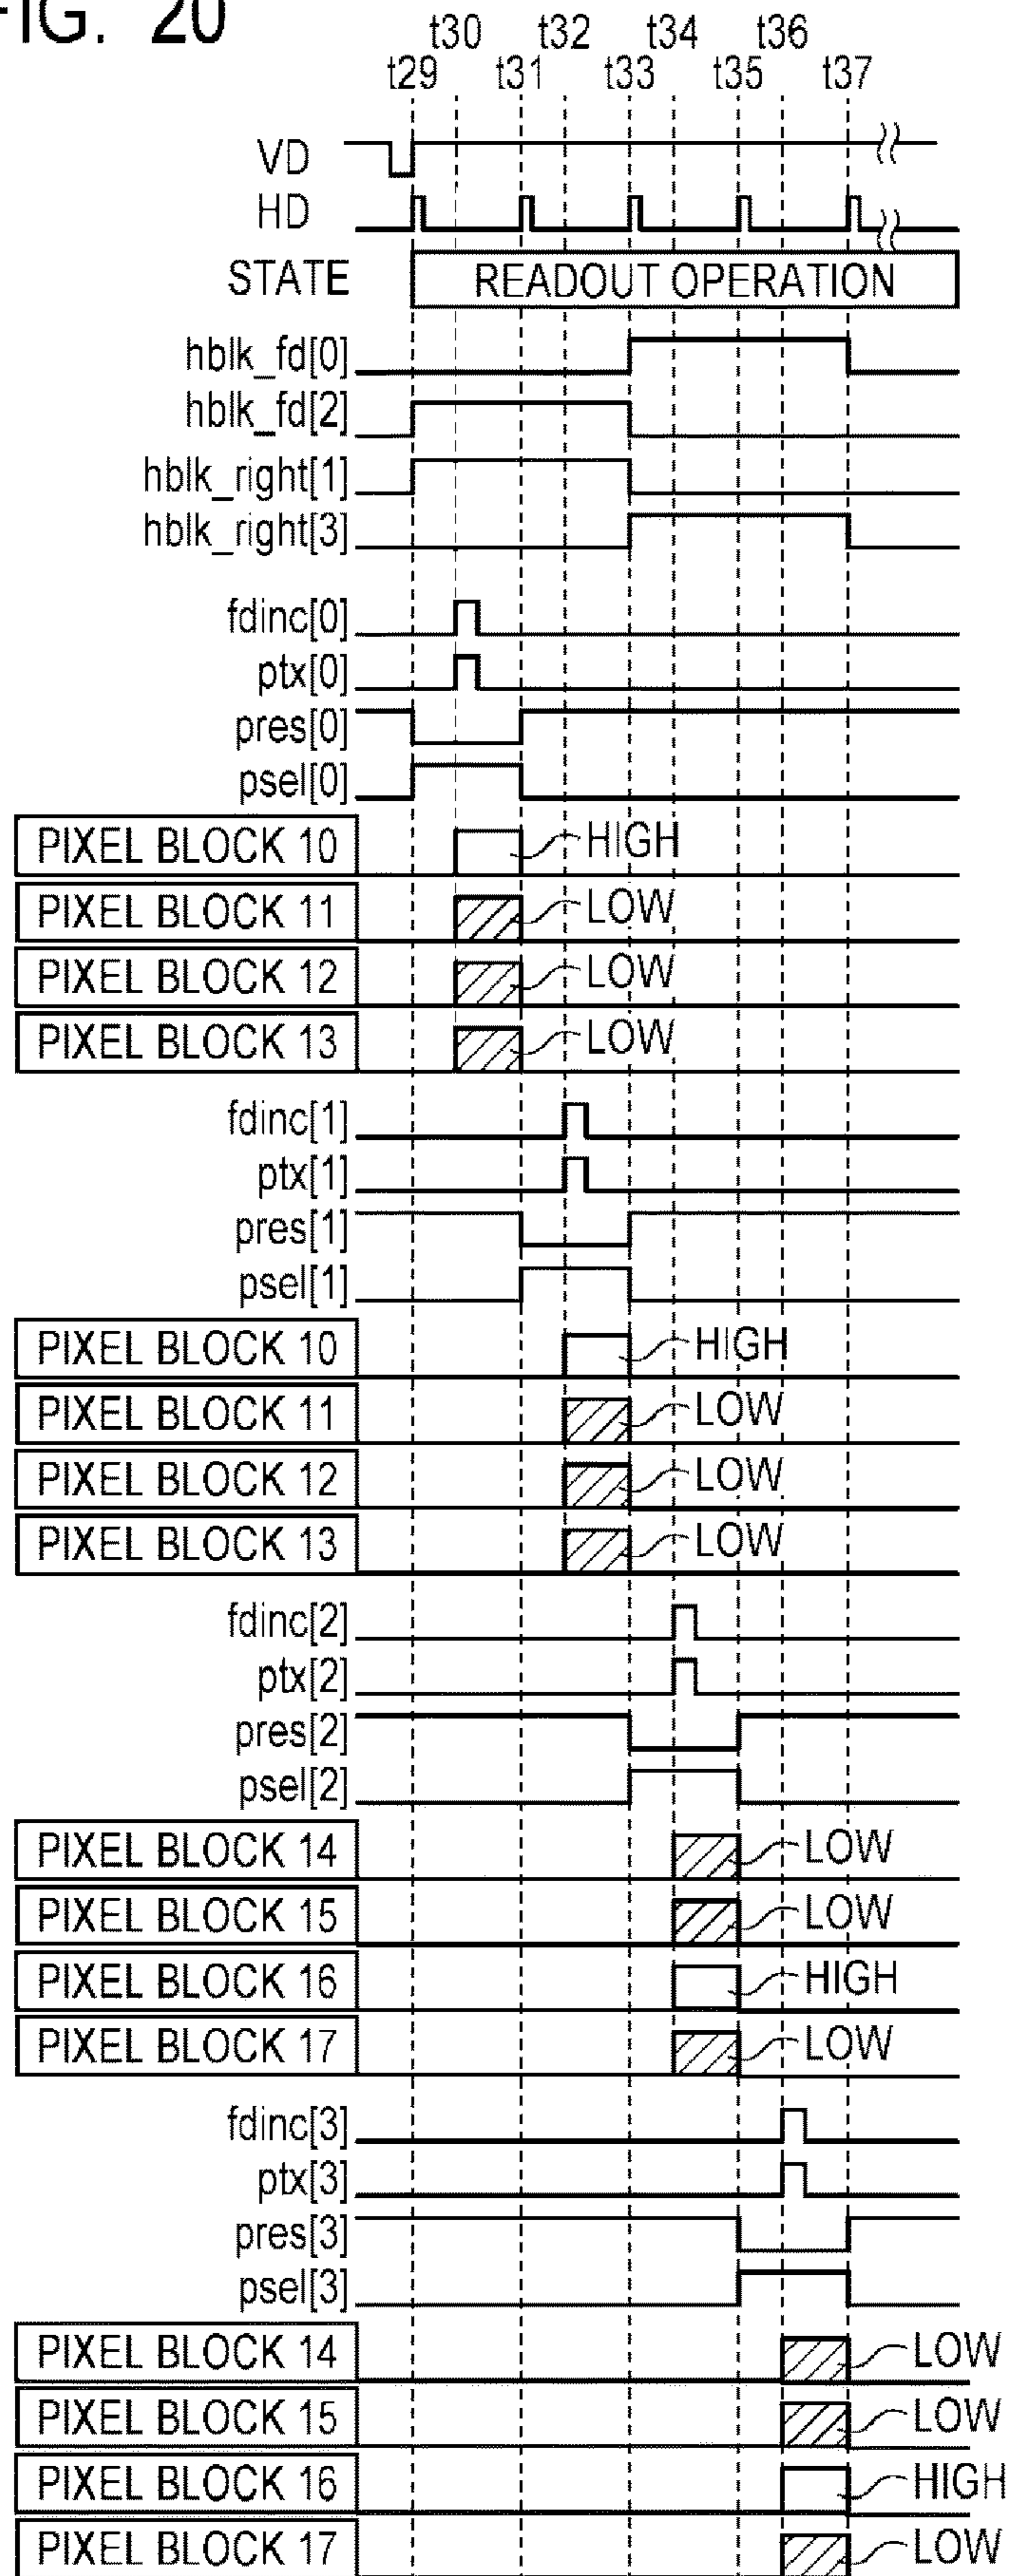 FIG. 20
t30 t32 t34 t36
t29 t31 t33 t35 t37
VD
HD
STATE READOUT OPERATION
hblk_fd[0]
hblk_fd[2]
hblk_right[1]
hblk_right[3]
fdinc[0]
ptx[0]
pres[0]
psel[0]
PIXEL BLOCK 10 HIGH
PIXEL BLOCK 11 LOW
PIXEL BLOCK 12 LOW
PIXEL BLOCK 13 LOW
fdinc[1]
ptx[1]
pres[1]
psel[1]
PIXEL BLOCK 10 HIGH
PIXEL BLOCK 11 LOW
PIXEL BLOCK 12 LOW
PIXEL BLOCK 13 LOW
fdinc[2]
ptx[2]
pres[2]
psel[2]
PIXEL BLOCK 14 LOW
PIXEL BLOCK 15 LOW
PIXEL BLOCK 16 HIGH
PIXEL BLOCK 17 LOW
fdinc[3]
ptx[3]
pres[3]
psel[3]
PIXEL BLOCK 14 LOW
PIXEL BLOCK 15 LOW
PIXEL BLOCK 16 HIGH
PIXEL BLOCK 17 LOW